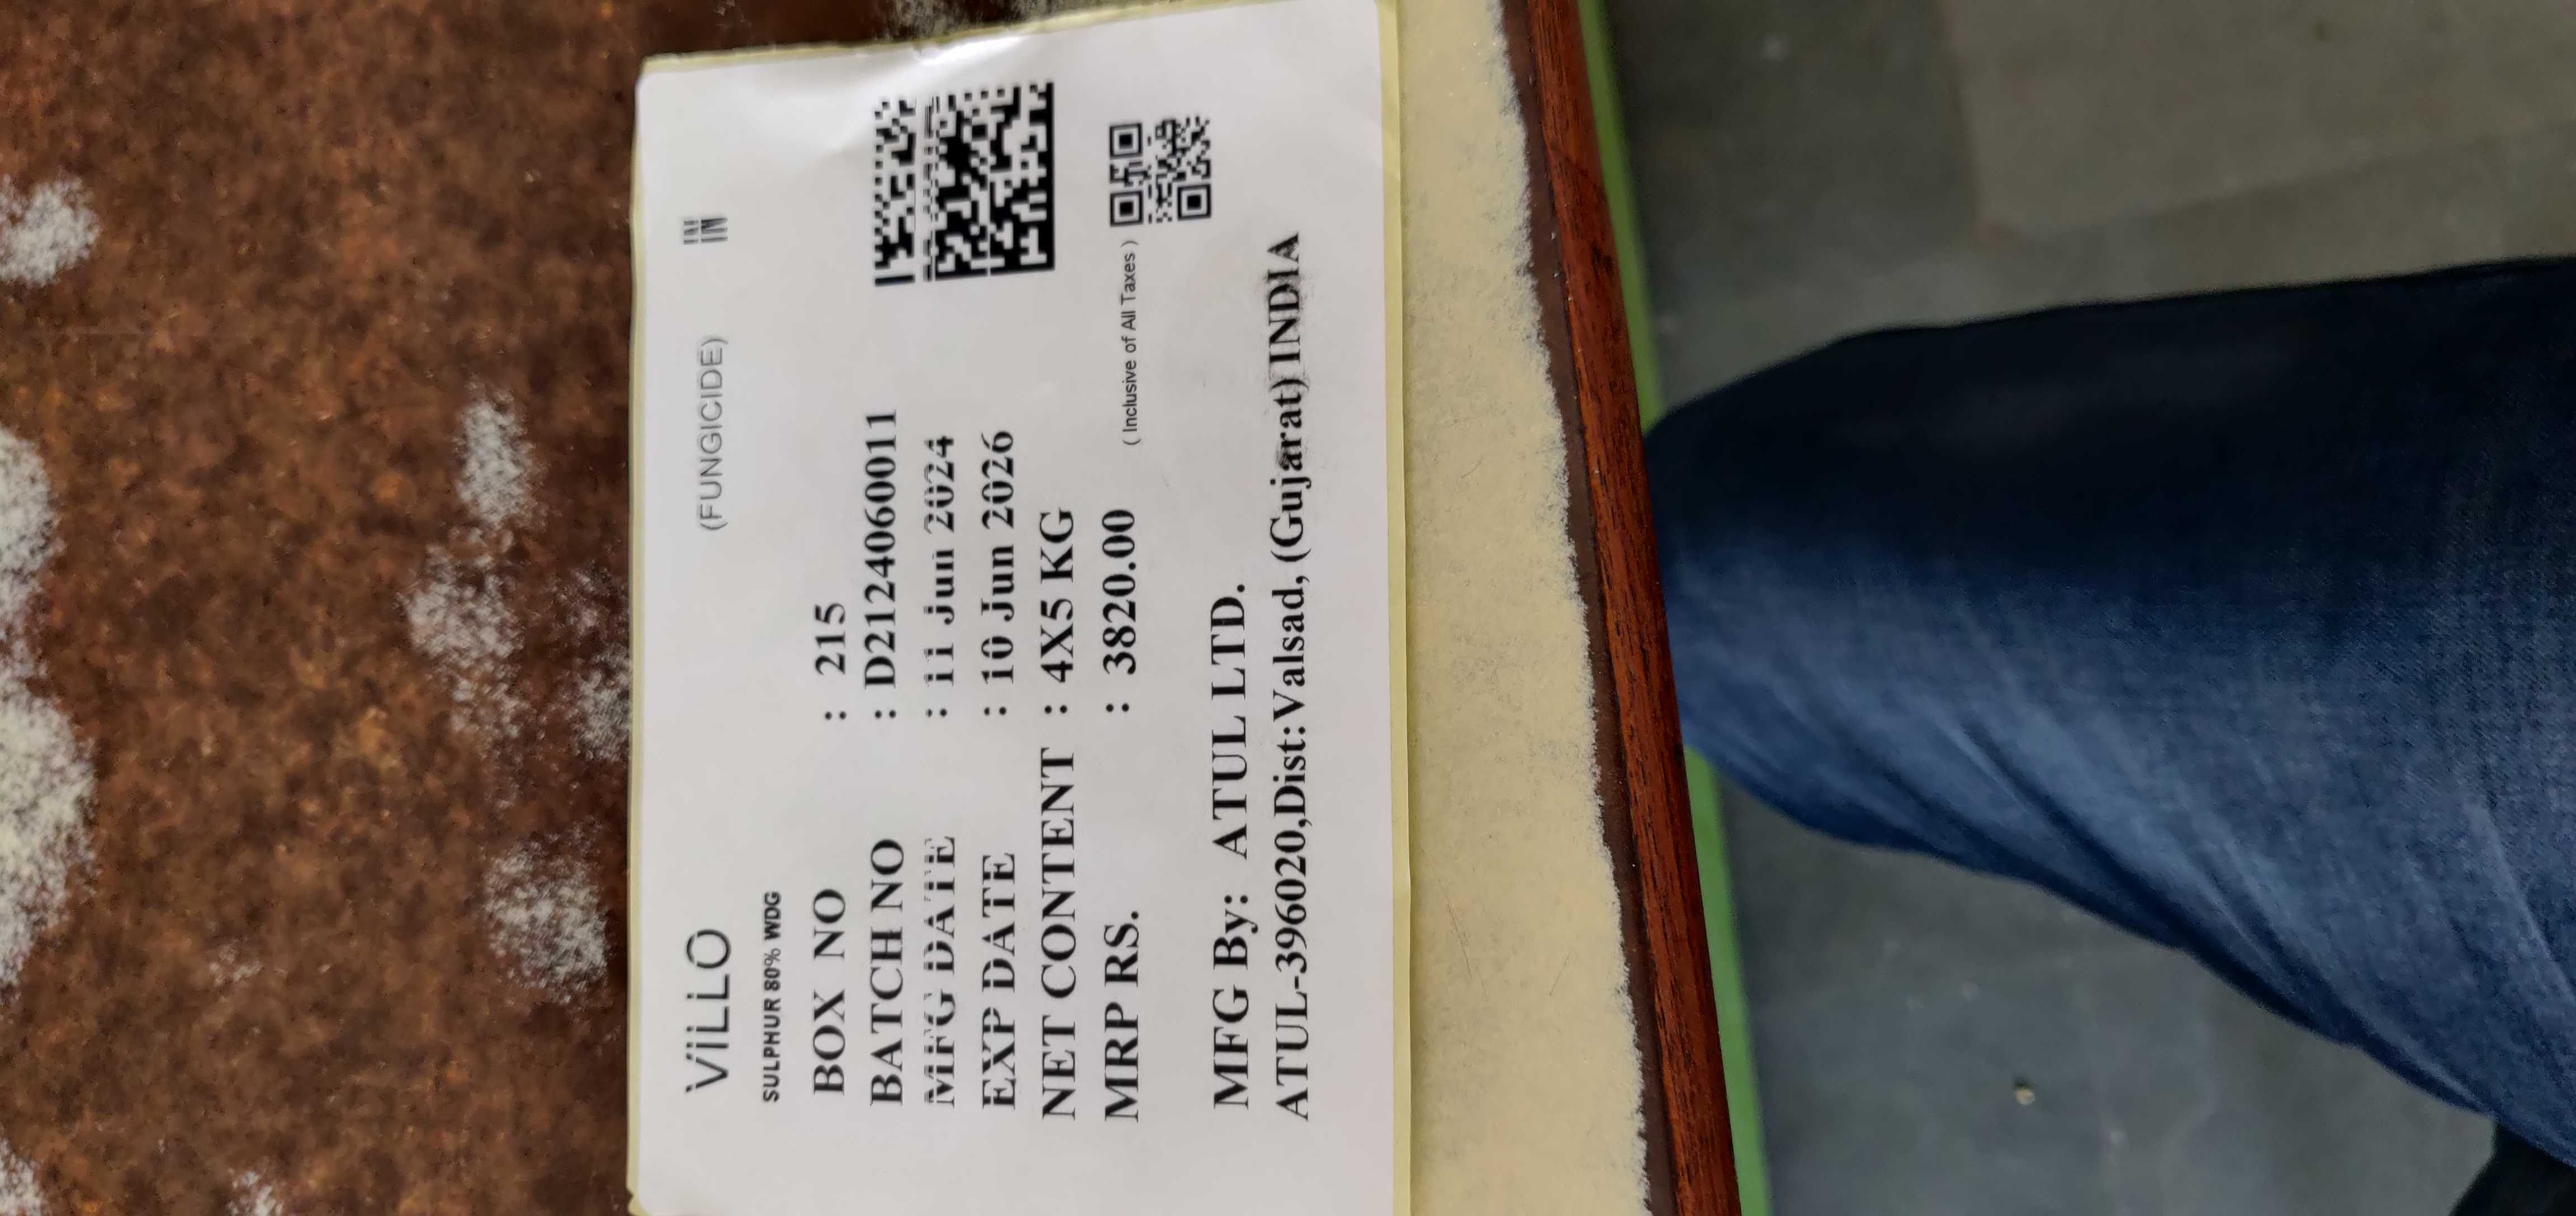 ViLLO (FUNGICIDE)
SULPHUR 80% WDG
BOX NO : 215
BATCH NO : D2124060011
MFG DATE : 11 Jun 2024
EXP DATE : 10 Jun 2026
NET CONTENT : 4X5 KG
MRP RS. : 3820.00 ( Inclusive of All Taxes )
MFG By: ATUL LTD.
ATUL-396020,Dist: Valsad, (Gujarat) INDIA